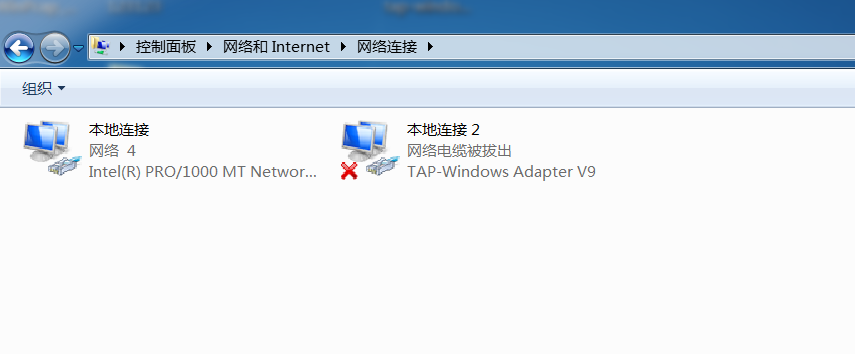 控制面板 网络和 Internet 网络连接
组织
本地连接
网络 4
Intel(R) PRO/1000 MT Networ...
本地连接 2
网络电缆被拔出
TAP-Windows Adapter V9